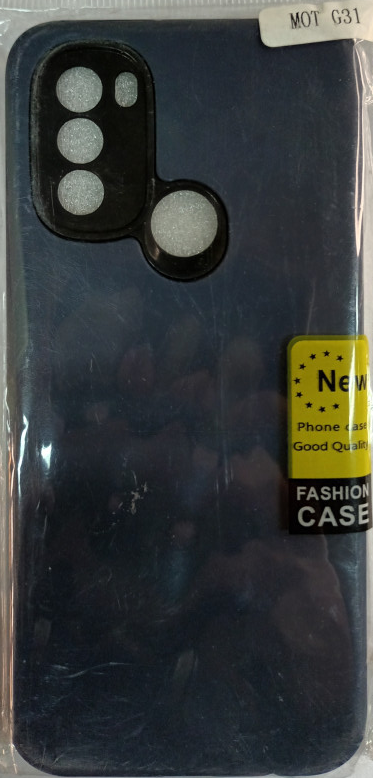 MOT G31
New
Phone case
Good Quality
FASHION
CASE